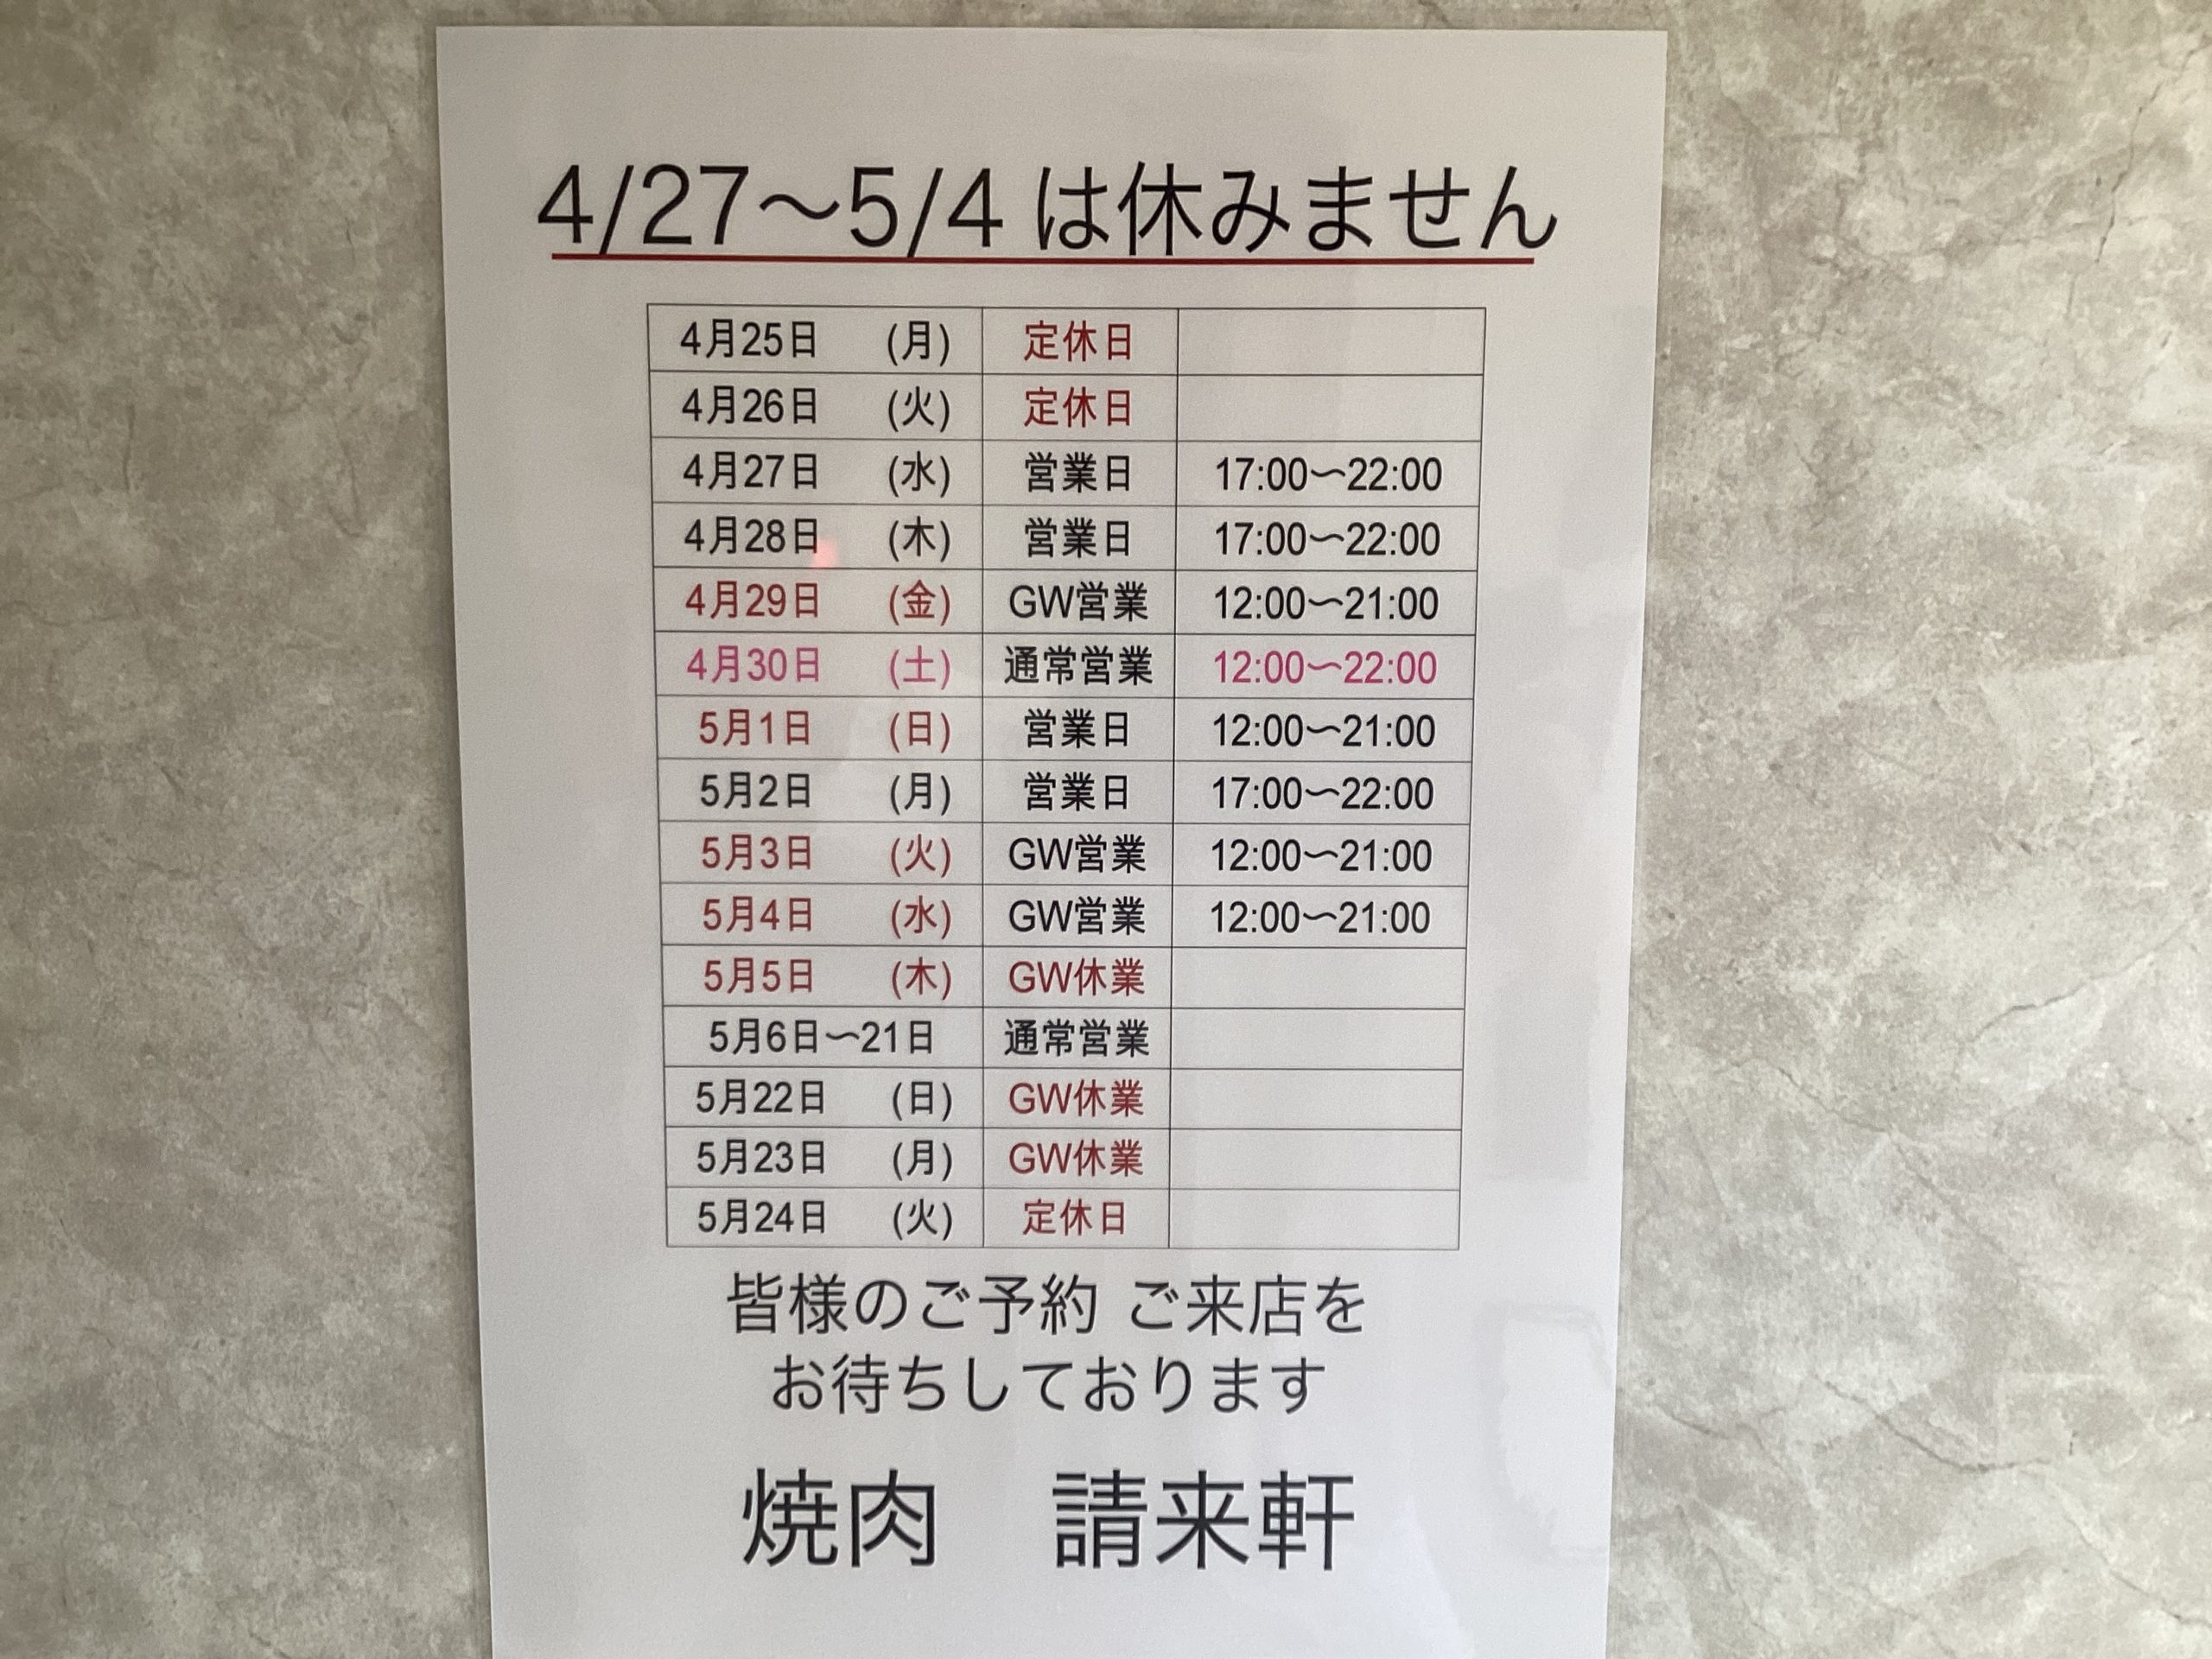 4/27～5/4 は休みません
4月25日 (月) 定休日
4月26日 (火) 定休日
4月27日 (水) 営業日 17:00～22:00
4月28日 (木) 営業日 17:00～22:00
4月29日 (金) GW営業 12:00～21:00
4月30日 (土) 通常営業 12:00～22:00
5月1日 (日) 営業日 12:00～21:00
5月2日 (月) 営業日 17:00～22:00
5月3日 (火) GW営業 12:00～21:00
5月4日 (水) GW営業 12:00～21:00
5月5日 (木) GW休業
5月6日～21日 通常営業
5月22日 (日) GW休業
5月23日 (月) GW休業
5月24日 (火) 定休日
皆様のご予約 ご来店を
お待ちしております
焼肉 請来軒